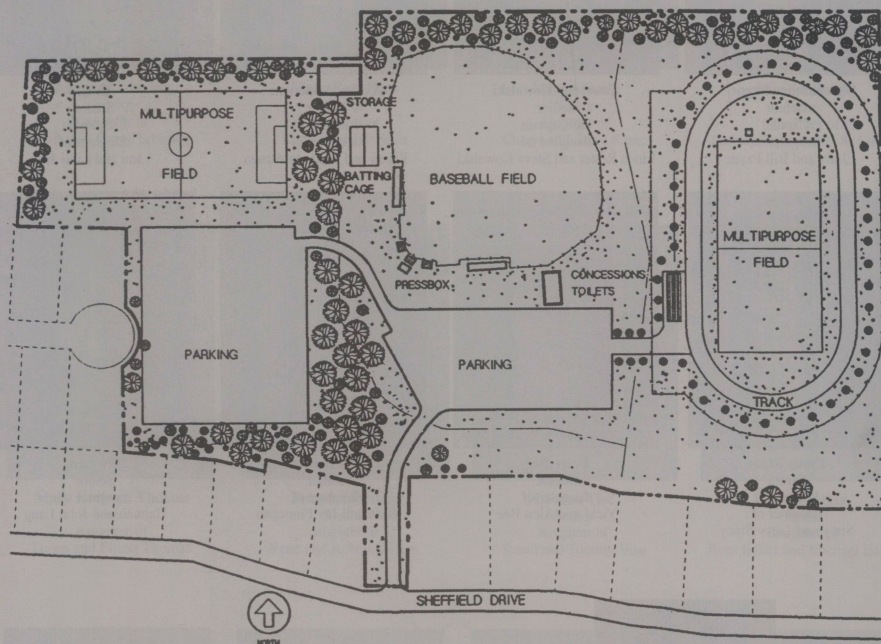 MULTIPURPOSE
FIELD
STORAGE
BATTING
CAGE
BASEBALL FIELD
PRESSBOX
CONCESSIONS
TOILETS
MULTIPURPOSE
FIELD
TRACK
PARKING
PARKING
SHEFFIELD DRIVE
NORTH